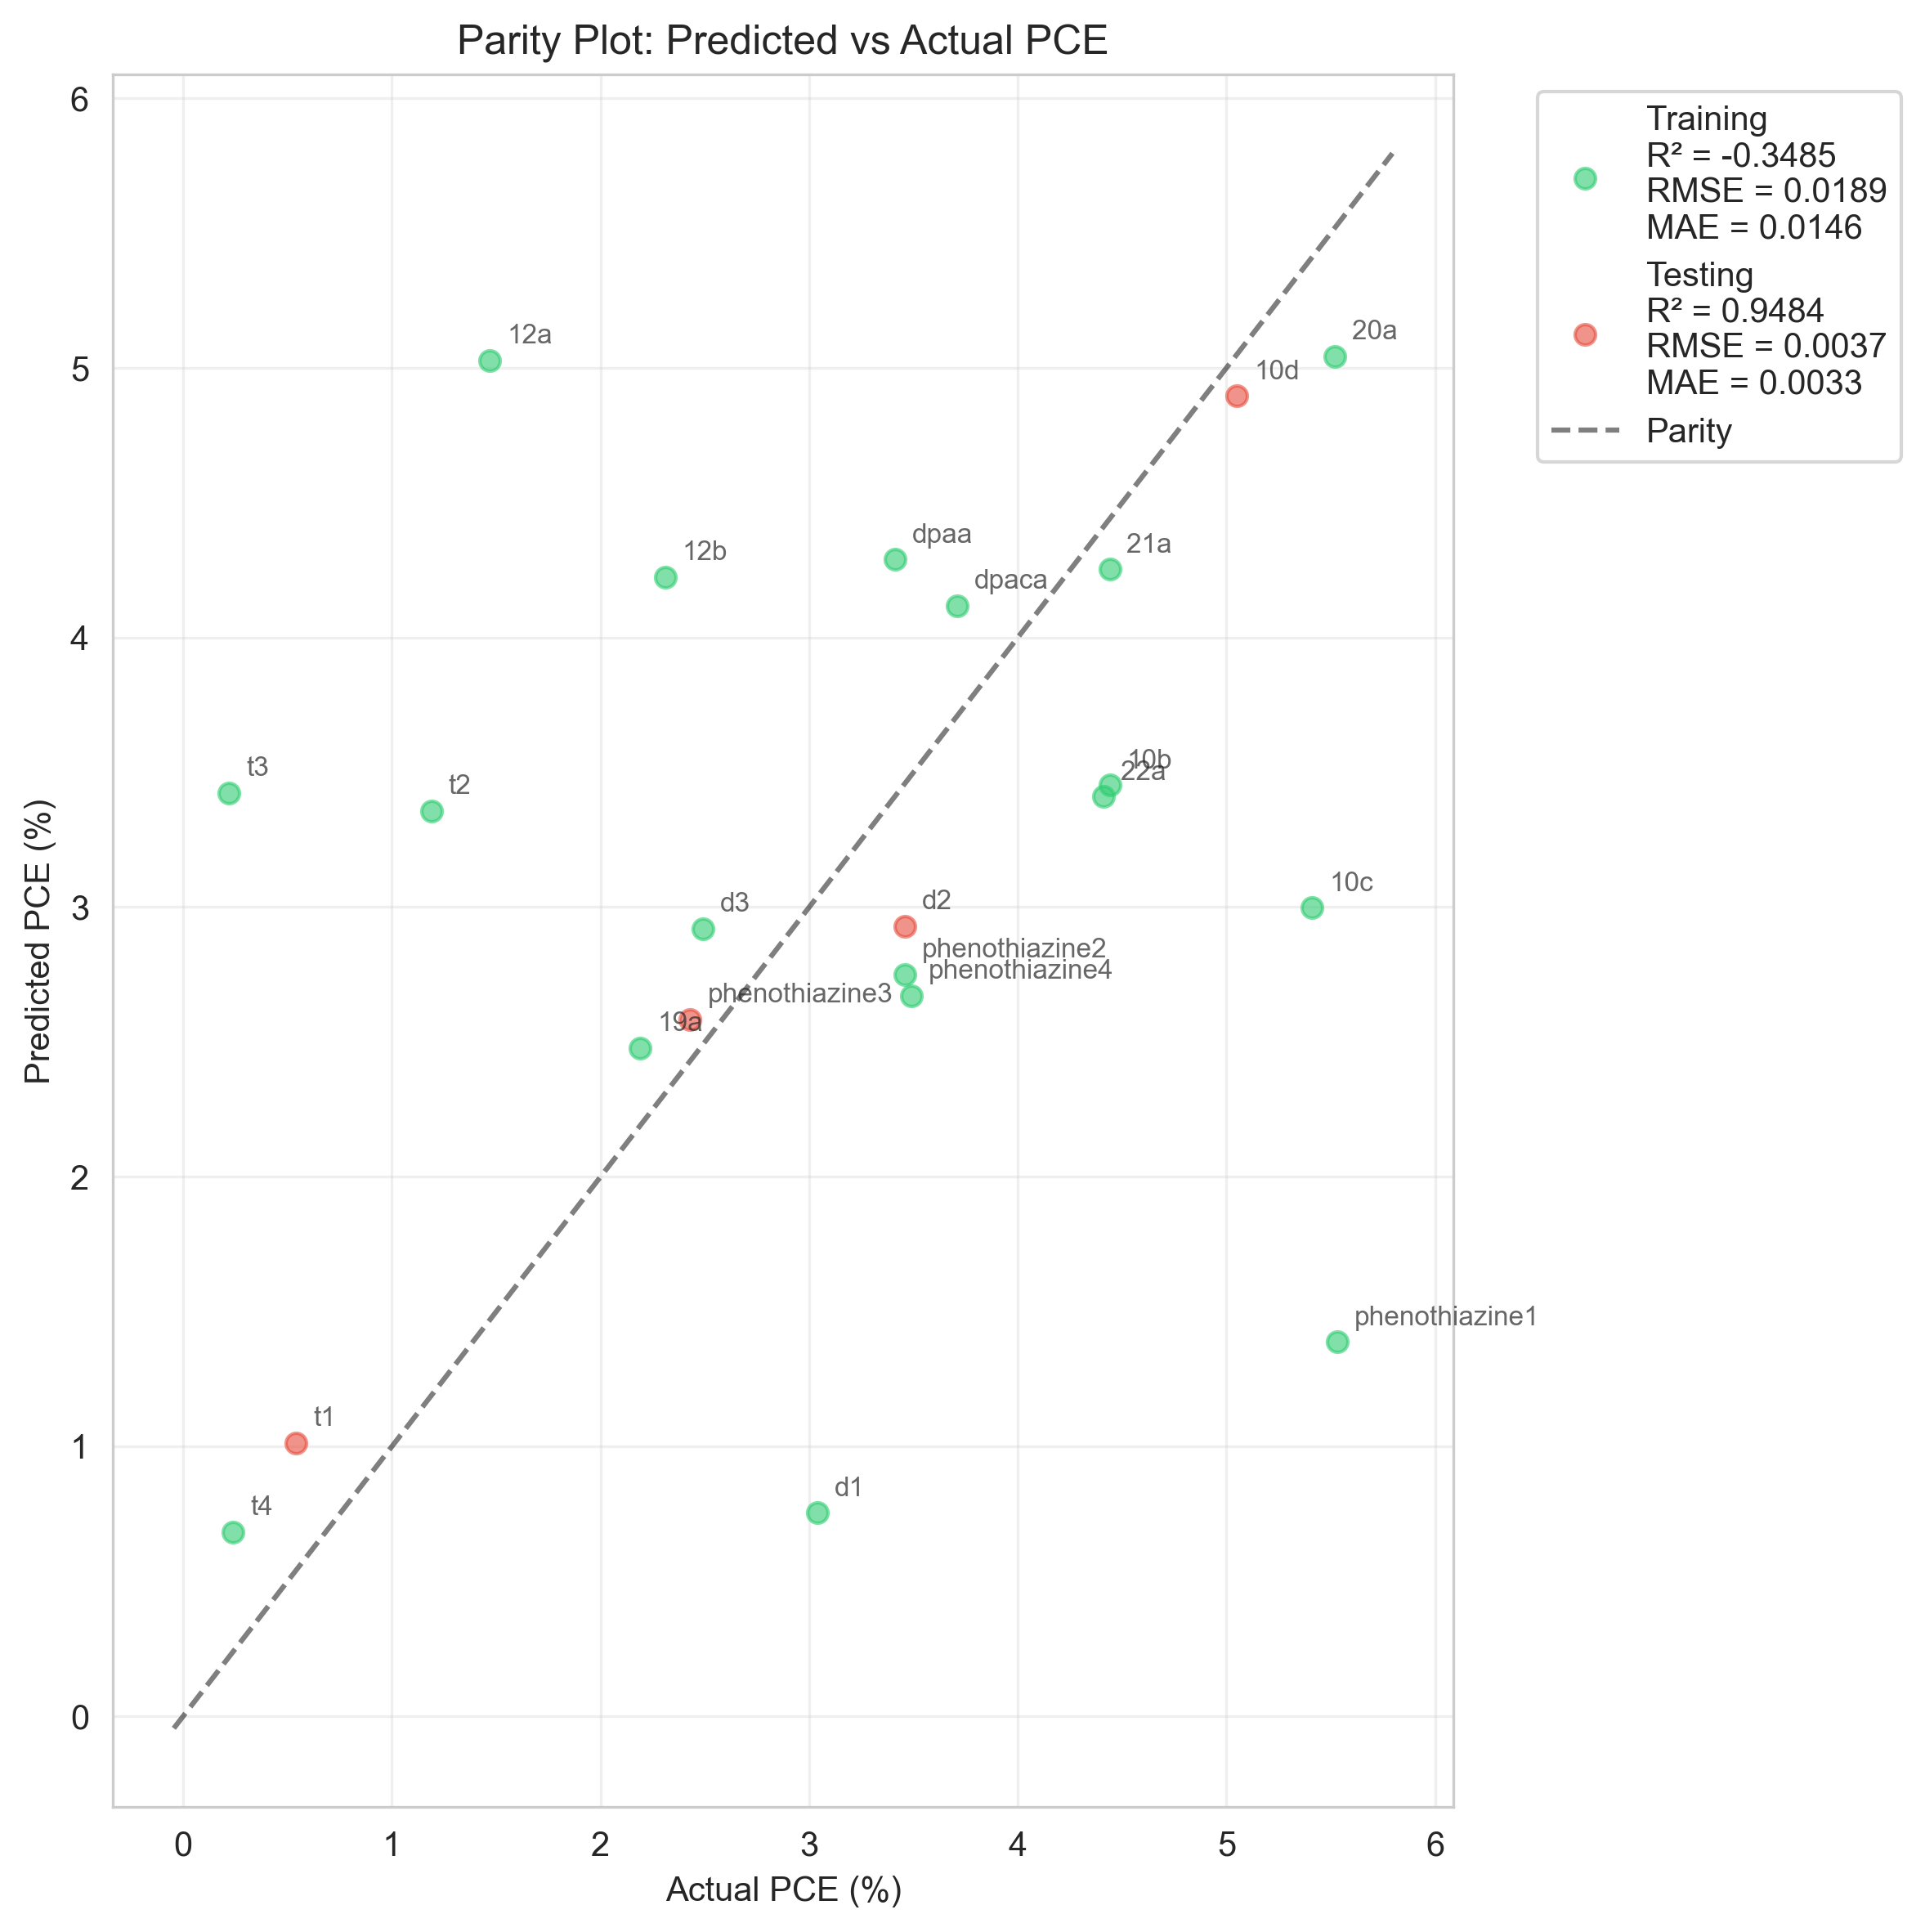 Parity Plot: Predicted vs Actual PCE
Training
R² = -0.3485
RMSE = 0.0189
MAE = 0.0146
Testing
R² = 0.9484
RMSE = 0.0037
MAE = 0.0033
Parity
Predicted PCE (%)
6
5
4
3
2
1
0
12a
20a
10d
12b
dpaa
21a
dpaca
t3
t2
10b
22a
10c
d3
d2
phenothiazine2
phenothiazine4
phenothiazine3
19a
phenothiazine1
t1
t4
d1
0 1 2 3 4 5 6
Actual PCE (%)